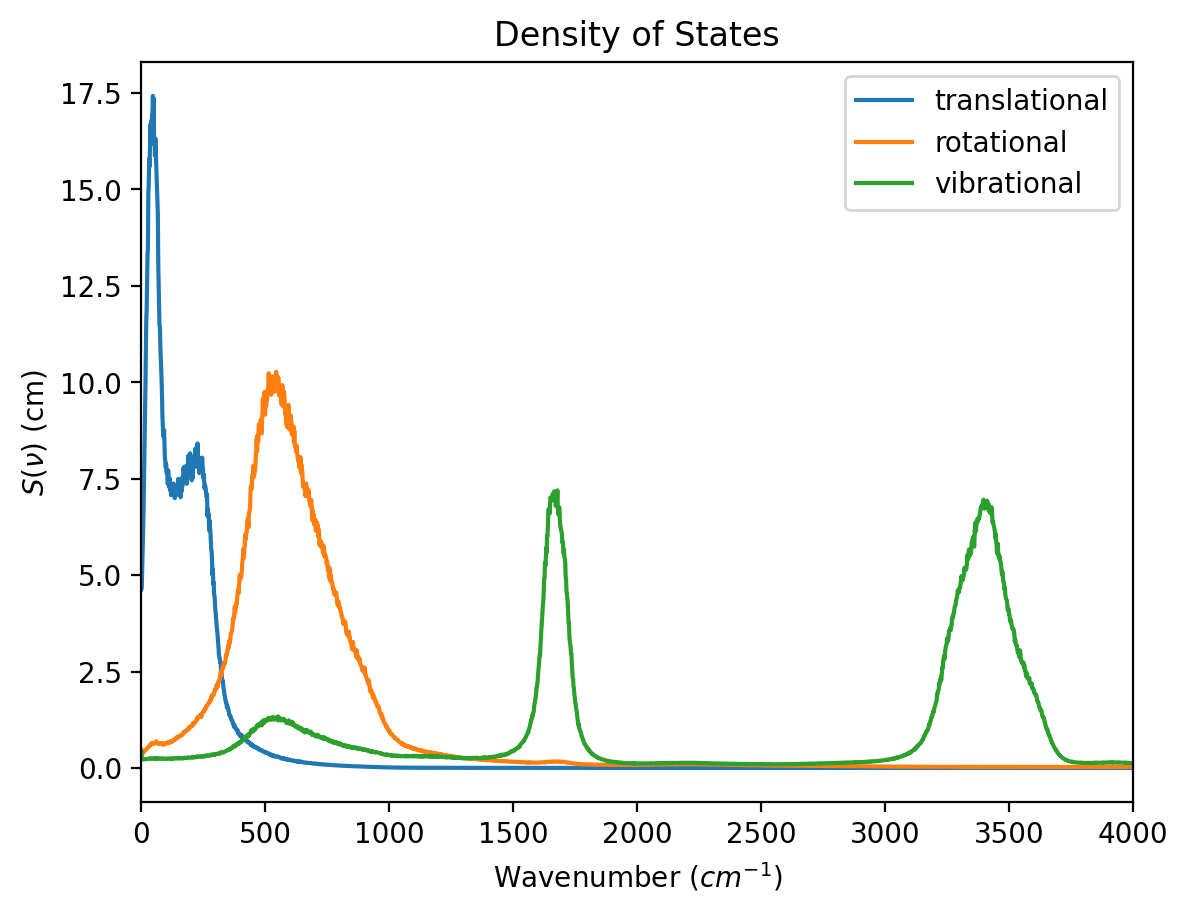 Density of States
translational
rotational
vibrational
17.5
15.0
12.5
10.0
7.5
5.0
2.5
0.0
S(ν) (cm)
0 500 1000 1500 2000 2500 3000 3500 4000
Wavenumber (cm⁻¹)